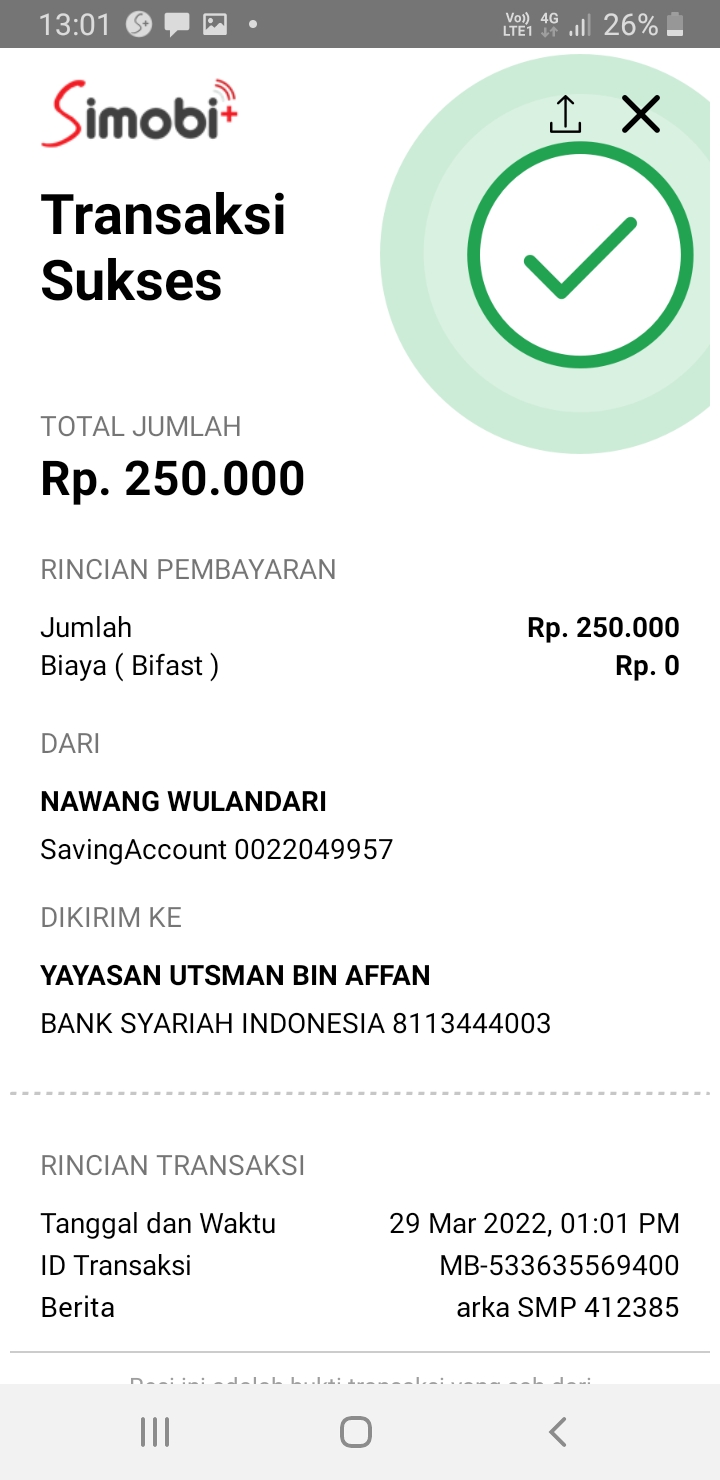 13:01 Vo)) LTE1 4G 26%
Simobi+
Transaksi
Sukses
TOTAL JUMLAH
Rp. 250.000
RINCIAN PEMBAYARAN
Jumlah Rp. 250.000
Biaya ( Bifast ) Rp. 0
DARI
NAWANG WULANDARI
SavingAccount 0022049957
DIKIRIM KE
YAYASAN UTSMAN BIN AFFAN
BANK SYARIAH INDONESIA 8113444003
RINCIAN TRANSAKSI
Tanggal dan Waktu 29 Mar 2022, 01:01 PM
ID Transaksi MB-533635569400
Berita arka SMP 412385